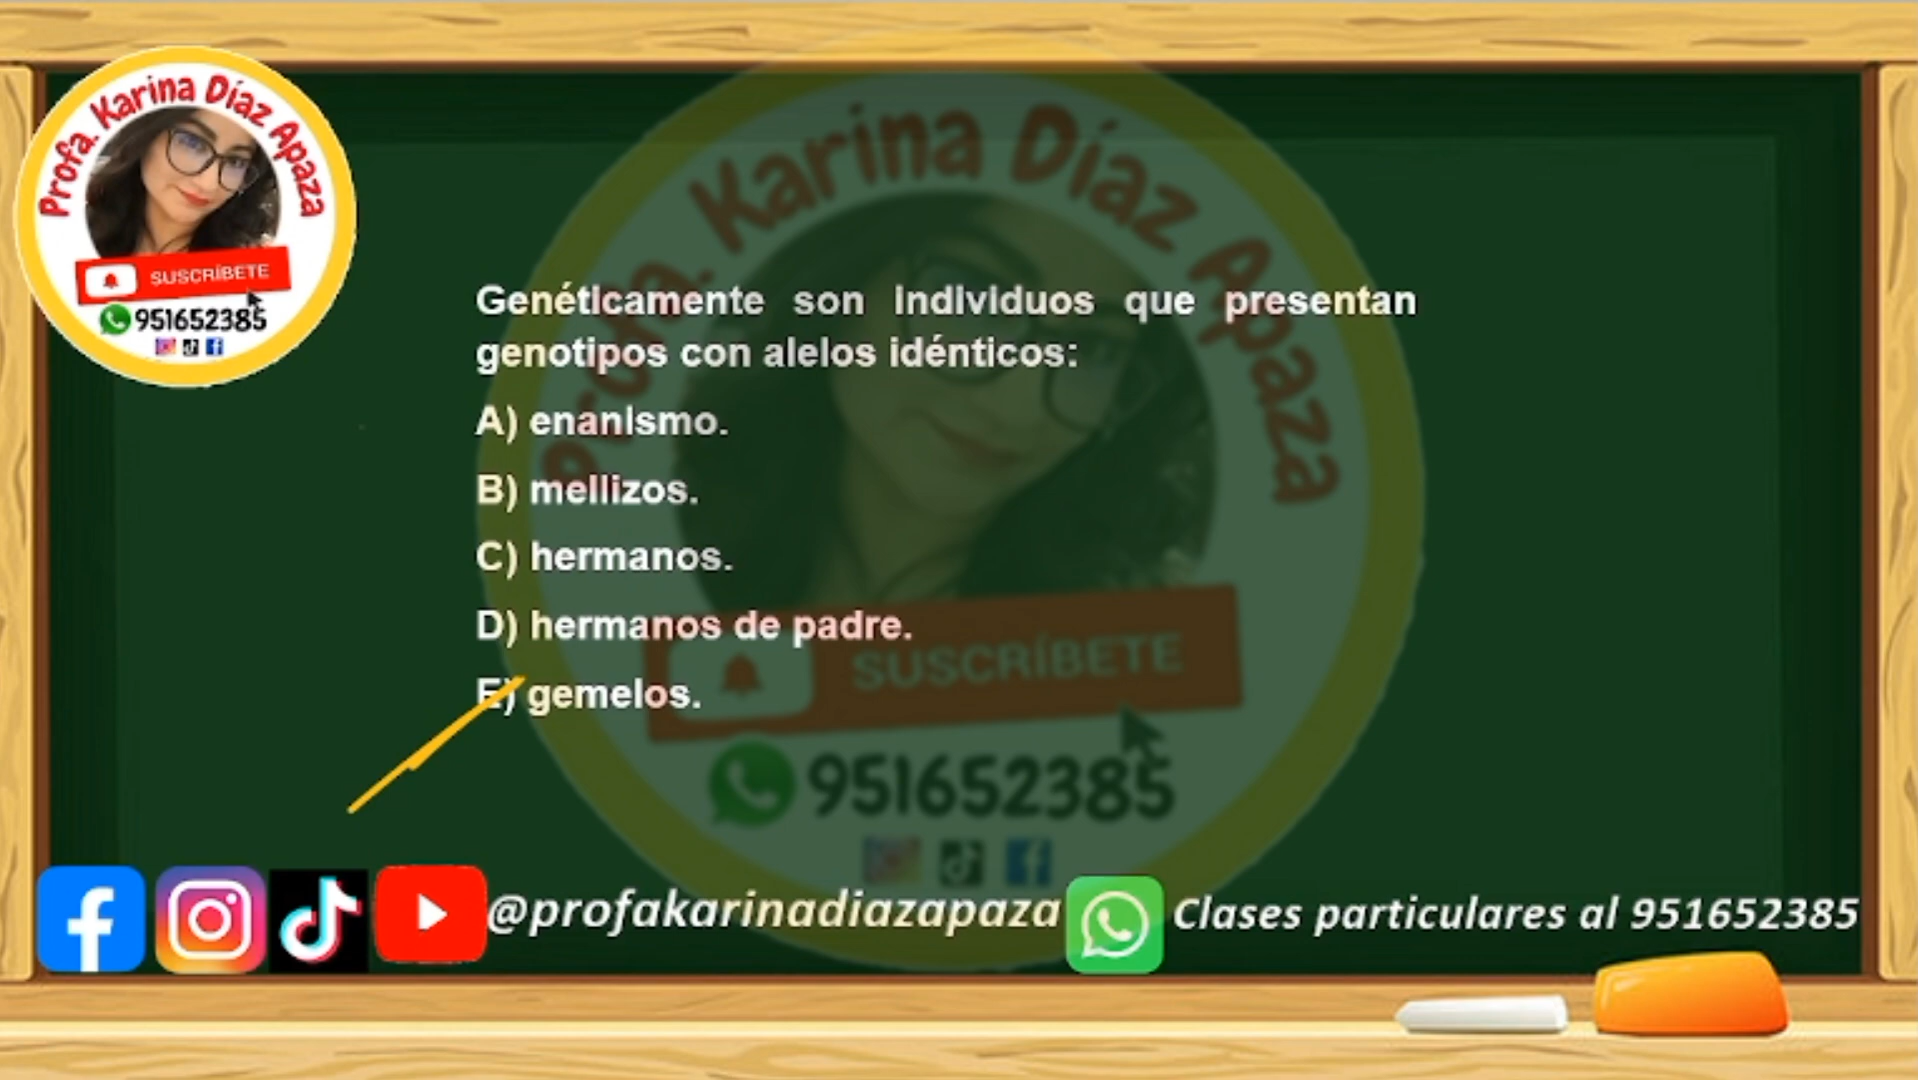 Profa. Karina Díaz Apaza
SUSCRÍBETE
951652385
Genéticamente son individuos que presentan
genotipos con alelos idénticos:
A) enanismo.
B) mellizos.
C) hermanos.
D) hermanos de padre.
E) gemelos.
Profa. Karina Díaz Apaza
SUSCRÍBETE
951652385
@profakarinadiazapaza
Clases particulares al 951652385